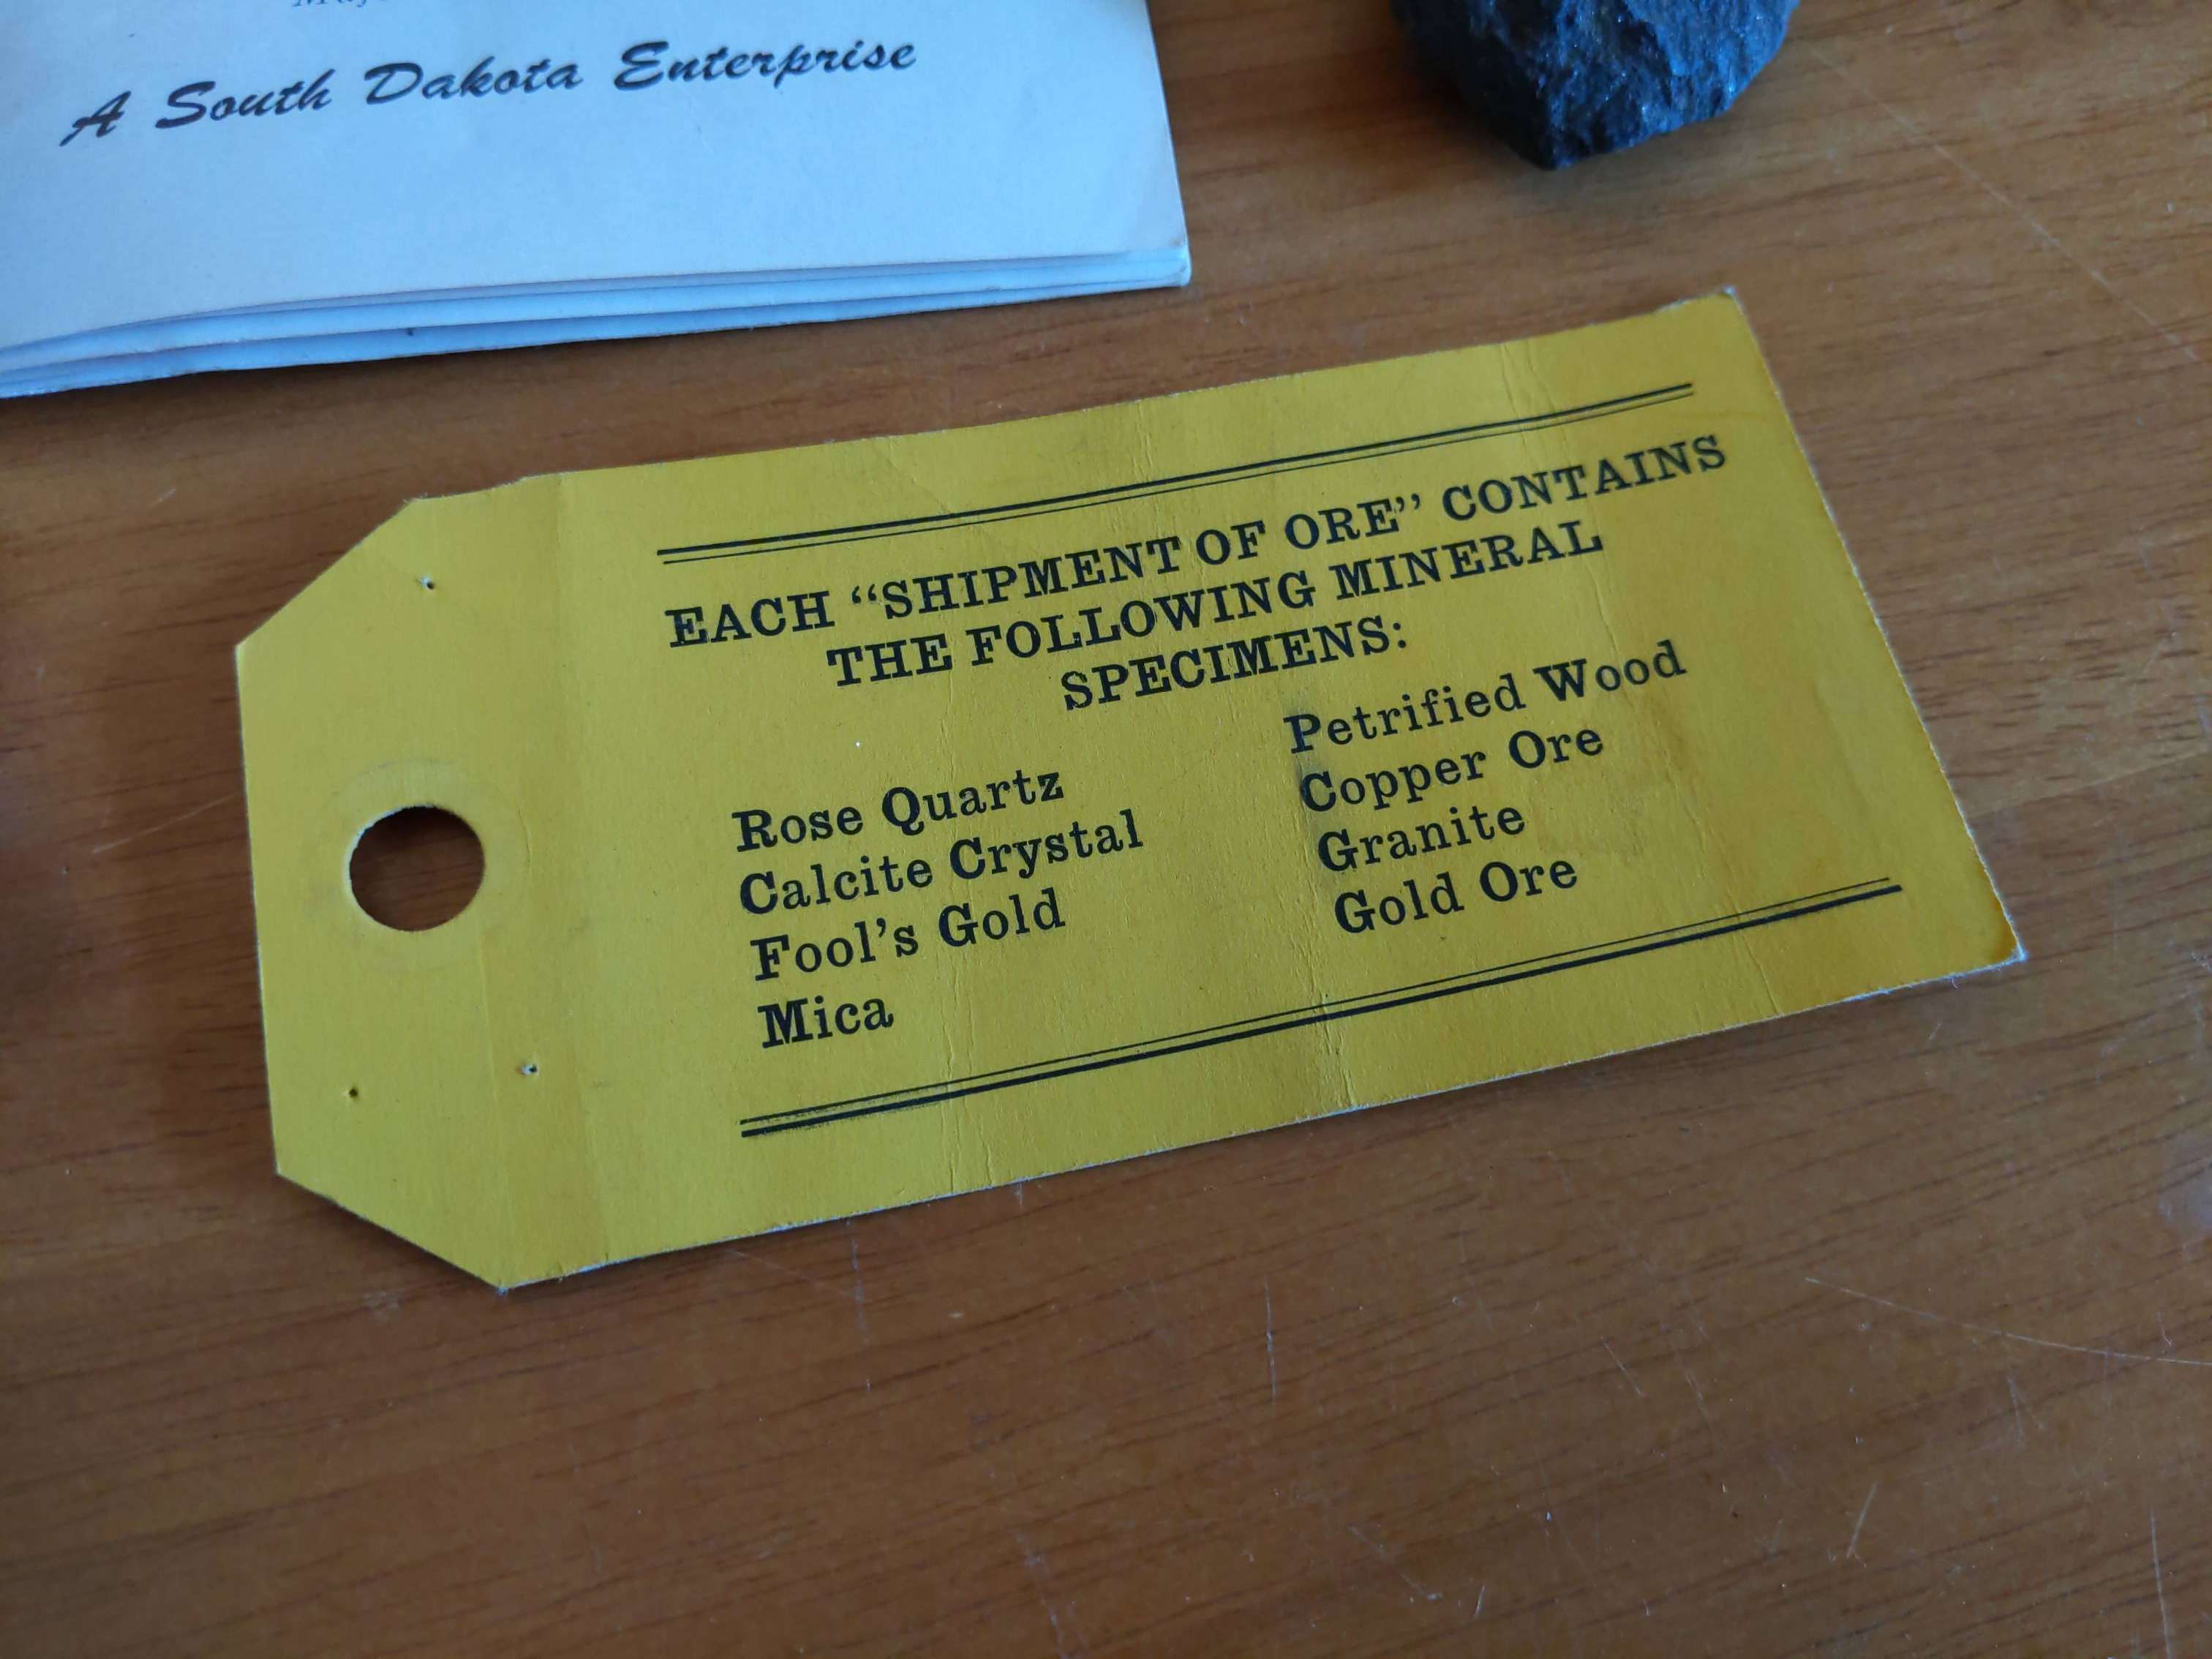 A South Dakota Enterprise
EACH “SHIPMENT OF ORE” CONTAINS
THE FOLLOWING MINERAL
SPECIMENS:
Rose Quartz
Calcite Crystal
Fool's Gold
Mica
Petrified Wood
Copper Ore
Granite
Gold Ore